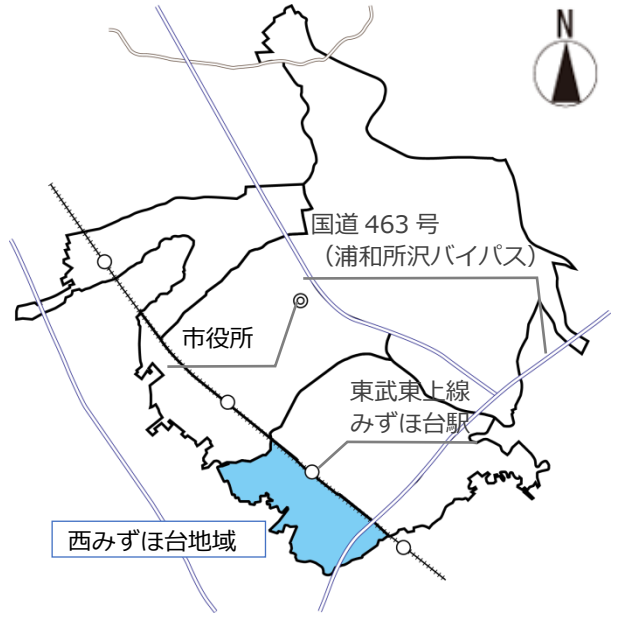 N
国道 463 号
（浦和所沢バイパス）
市役所
東武東上線
みずほ台駅
西みずほ台地域